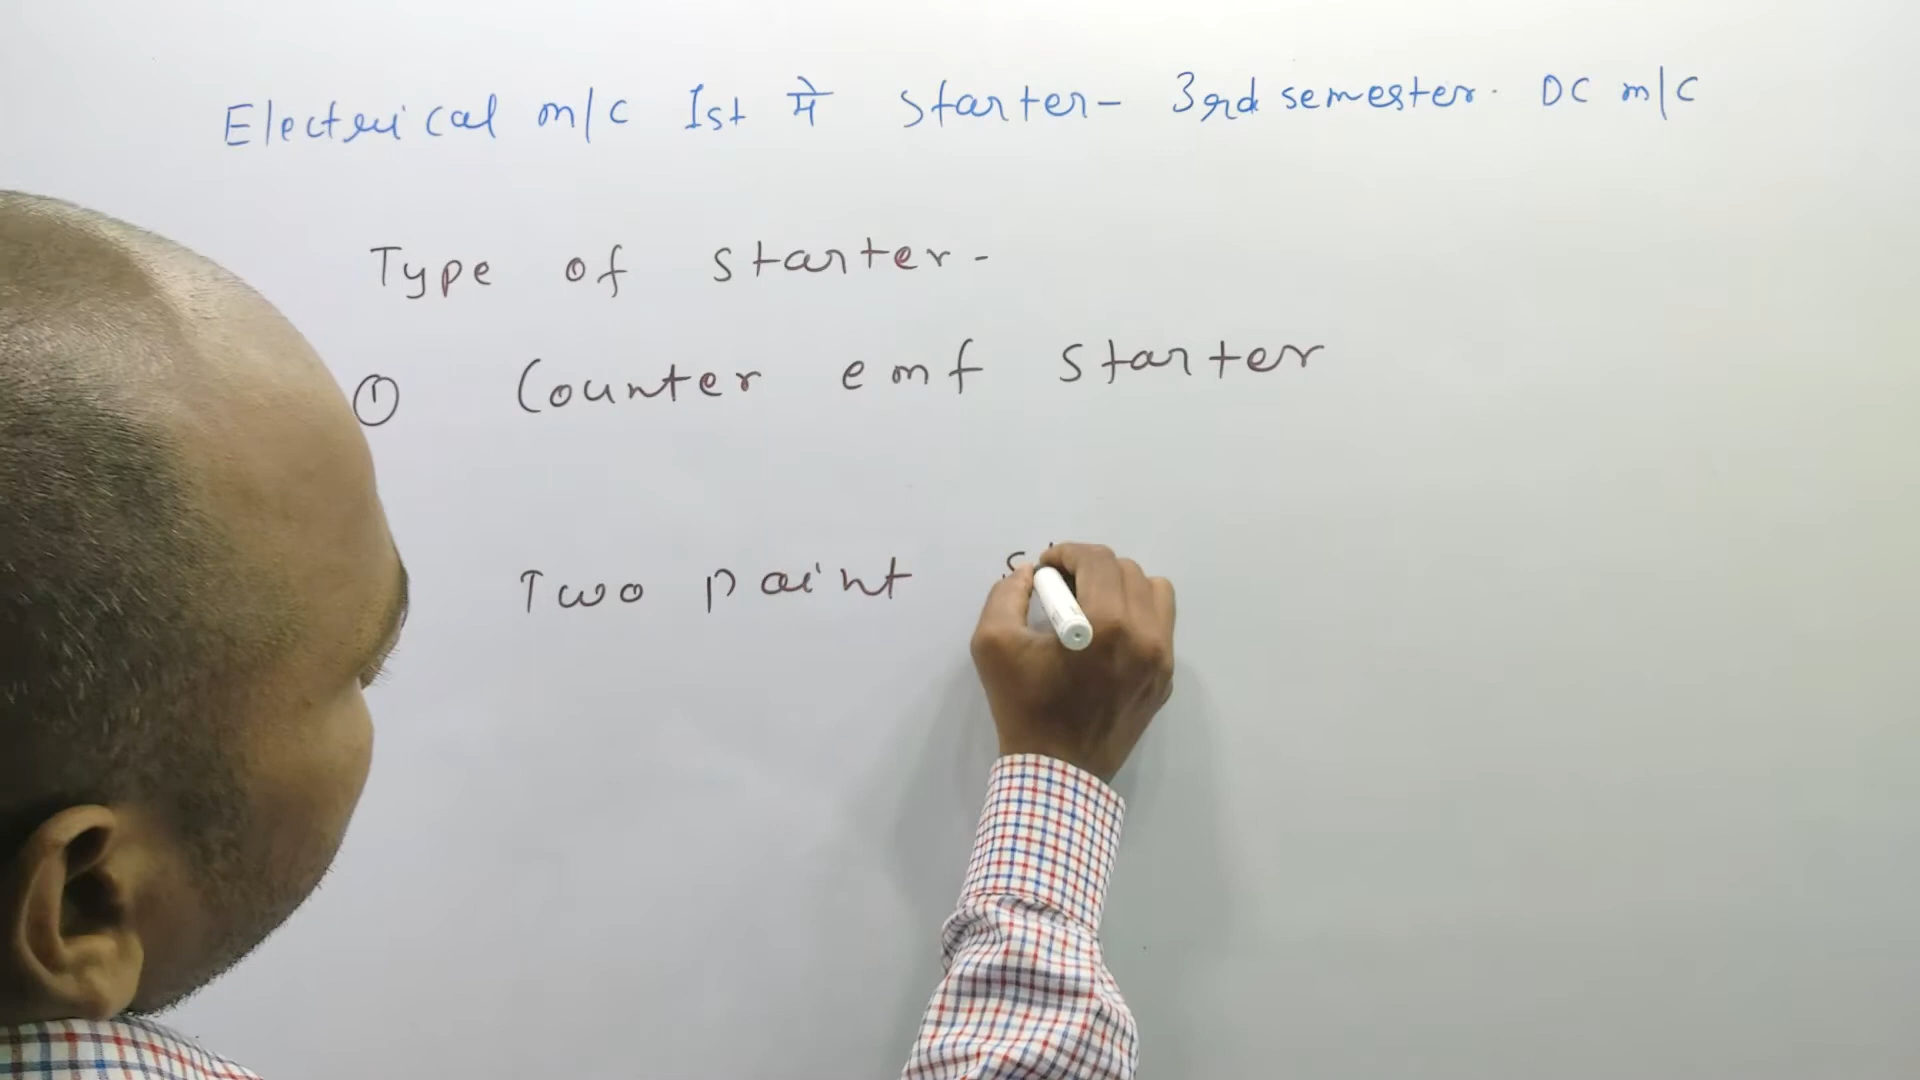 Electrical m/c Ist मे starter- 3rd semester. DC m/c
Type of starter-
① Counter emf starter
Two point